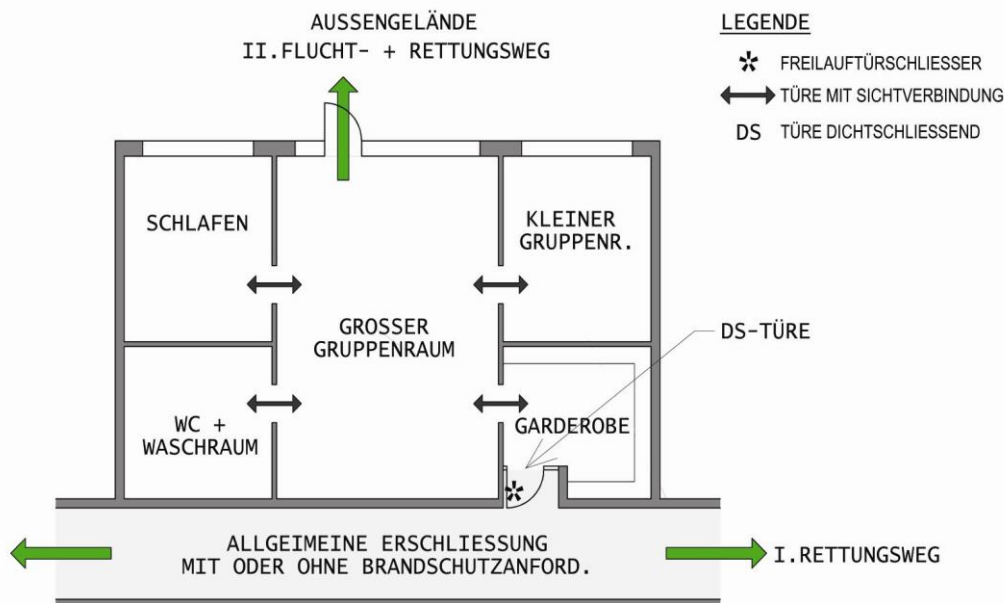 AUSSENGELÄNDE
II.FLUCHT- + RETTUNGSWEG
LEGENDE
* FREILAUFTÜRSCHLIESSER
TÜRE MIT SICHTVERBINDUNG
DS TÜRE DICHTSCHLIESSEND
SCHLAFEN
KLEINER
GRUPPENR.
GROSSER
GRUPPENRAUM
DS-TÜRE
WC +
WASCHRAUM
GARDEROBE
*
ALLGEIMEINE ERSCHLIESSUNG
MIT ODER OHNE BRANDSCHUTZANFORD.
I.RETTUNGSWEG